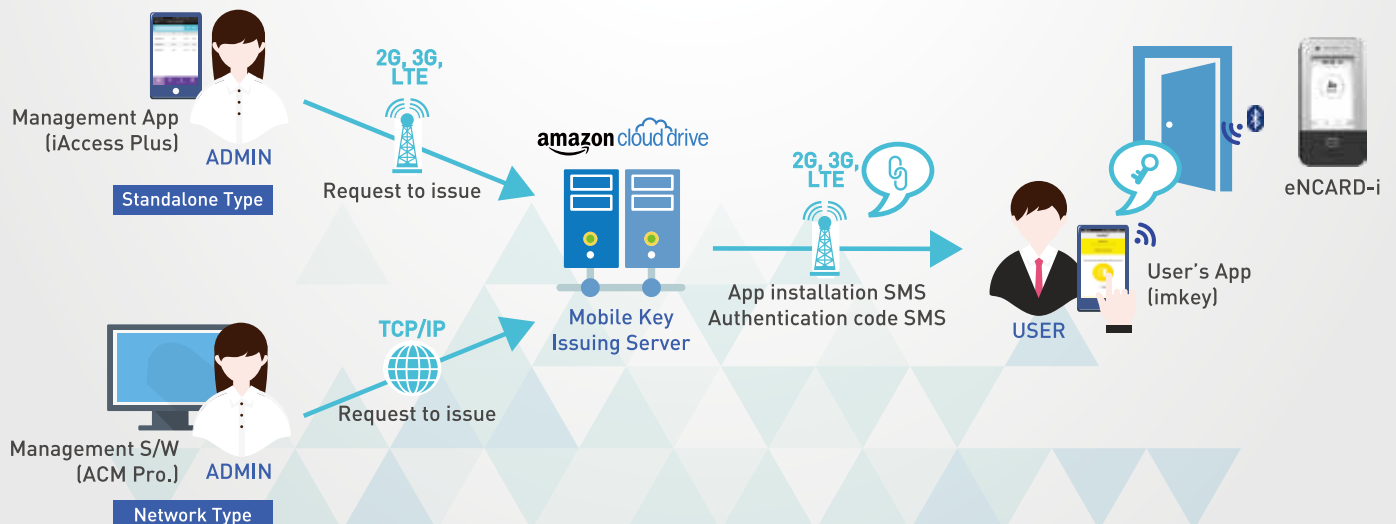 Management App
(iAccess Plus)
ADMIN
Standalone Type
2G, 3G,
LTE
Request to issue
Management S/W
(ACM Pro.)
ADMIN
Network Type
TCP/IP
Request to issue
amazon cloud drive
Mobile Key
Issuing Server
2G, 3G,
LTE
App installation SMS
Authentication code SMS
USER
User's App
(imkey)
eNCARD-i